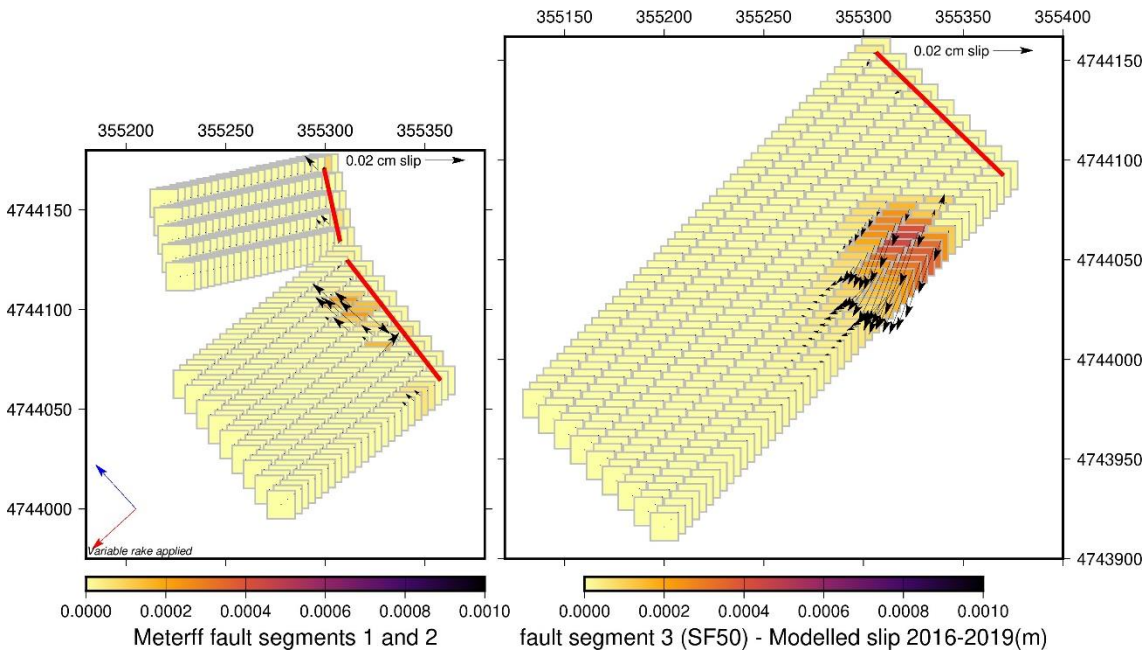 355150 355200 355250 355300 355350 355400
0.02 cm slip
4744150
4744100
4744050
4744000
4743950
4743900
355200 355250 355300 355350
0.02 cm slip
4744150
4744100
4744050
4744000
Variable rake applied
0.0000 0.0002 0.0004 0.0006 0.0008 0.0010
Meterff fault segments 1 and 2
0.0000 0.0002 0.0004 0.0006 0.0008 0.0010
fault segment 3 (SF50) - Modelled slip 2016-2019(m)